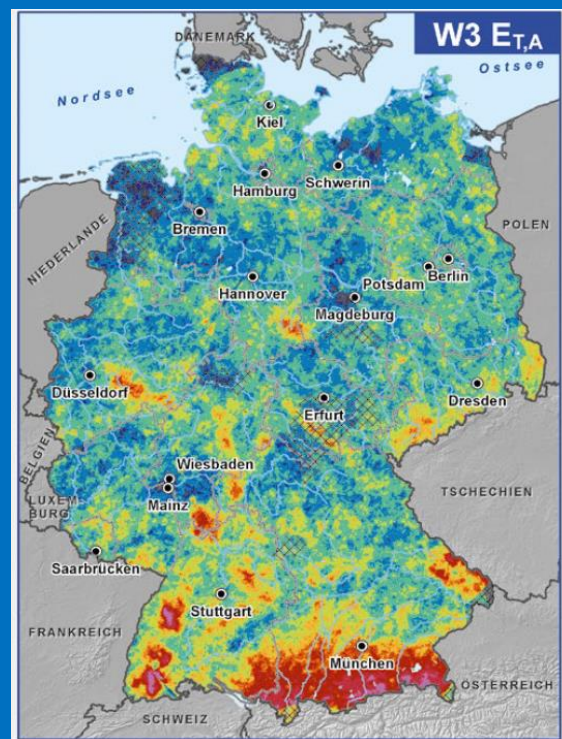 W3 E_T,A
DÄNEMARK
Ostsee
Nordsee
Kiel
Schwerin
Hamburg
Bremen
NIEDERLANDE
POLEN
Berlin
Potsdam
Hannover
Magdeburg
Düsseldorf
Dresden
Erfurt
BELGIEN
Wiesbaden
Mainz
LUXEM
BURG
TSCHECHIEN
Saarbrücken
Stuttgart
FRANKREICH
München
ÖSTERREICH
SCHWEIZ